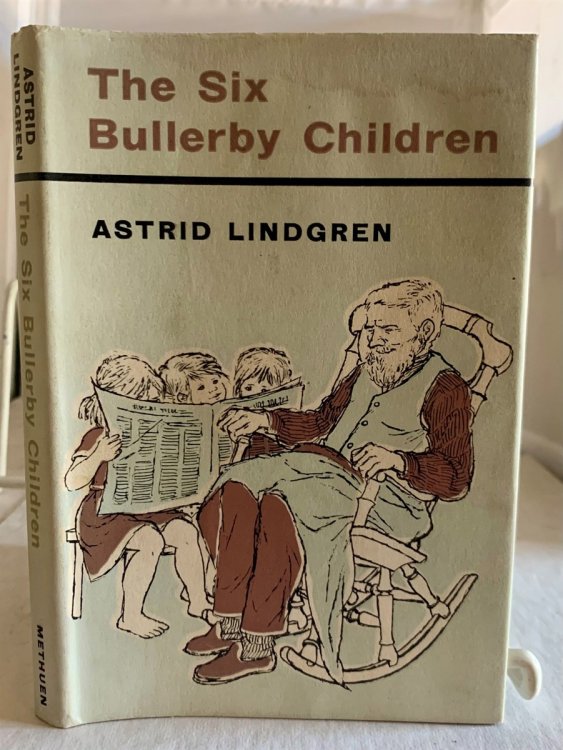 The Six
Bullerby Children
ASTRID LINDGREN
ASTRID
LINDGREN
The Six Bullerby Children
METHUEN